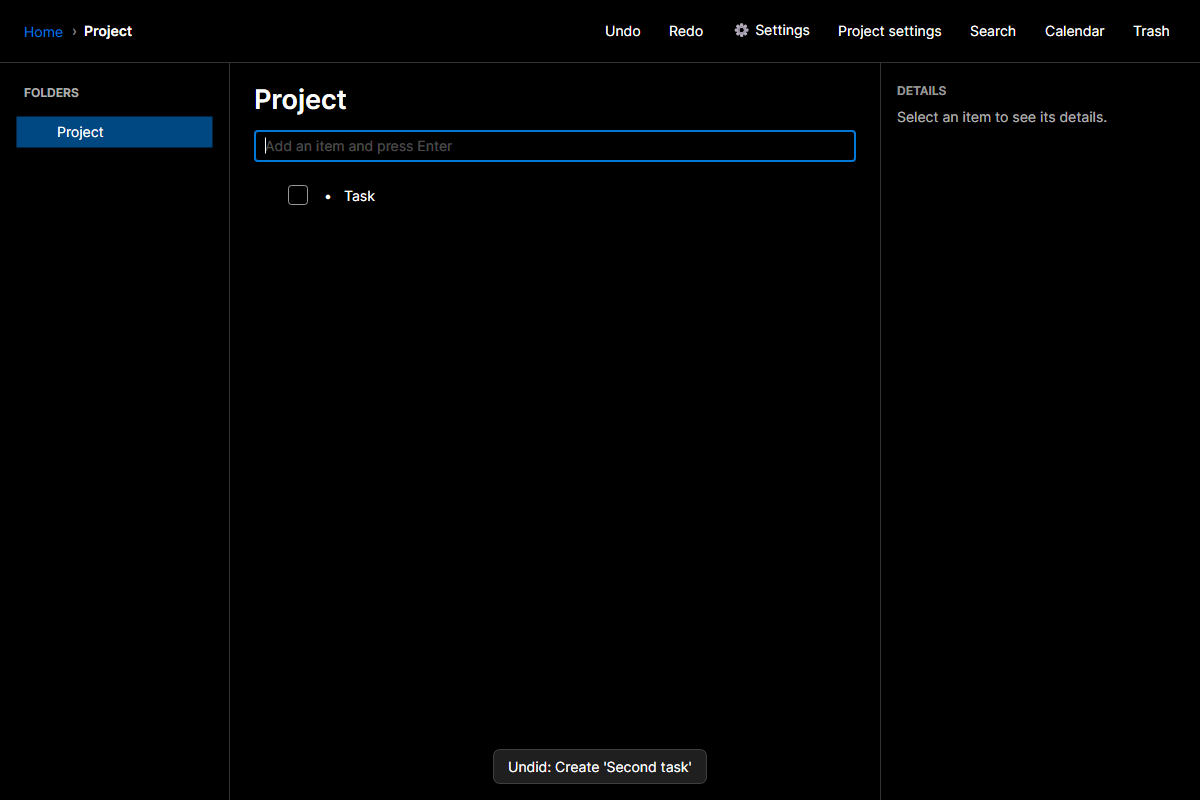 Home › Project
Undo
Redo
Settings
Project settings
Search
Calendar
Trash
FOLDERS
Project
Project
Add an item and press Enter
• Task
DETAILS
Select an item to see its details.
Undid: Create 'Second task'